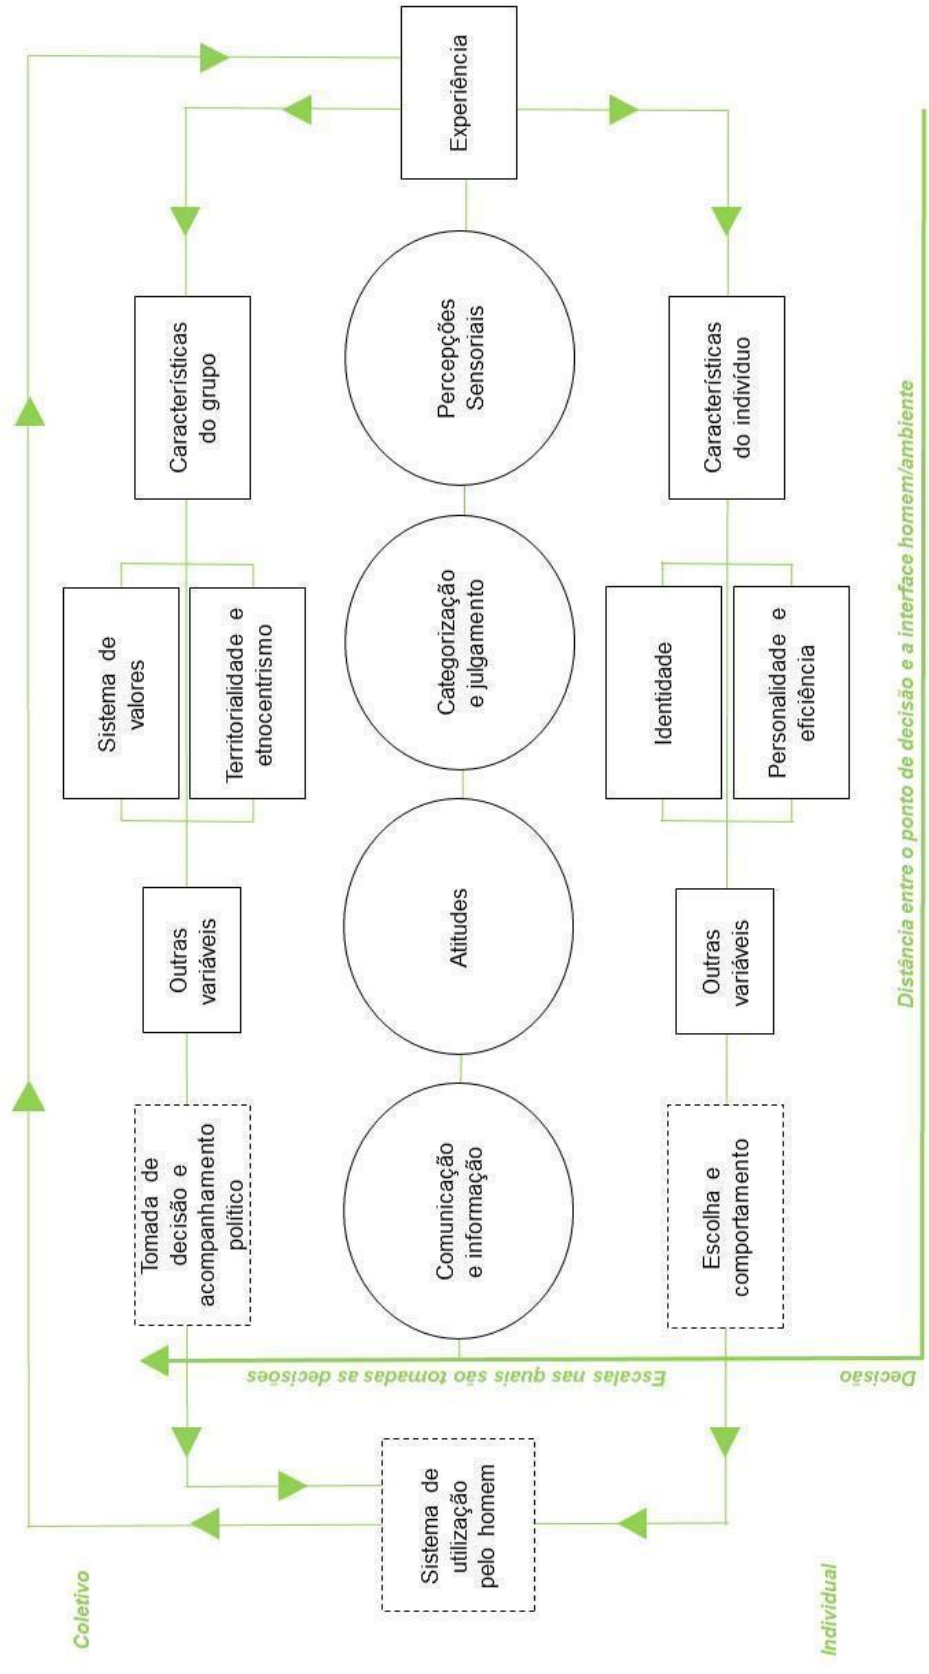 Coletivo
Sistema de
valores
Territorialidade e
etnocentrismo
Tomada de
decisão e
acompanhamento
político
Outras
variáveis
Características
do grupo
Sistema de
utilização
pelo homem
Escalas nas quais são tomadas as decisões
Comunicação
e informação
Atitudes
Categorização
e julgamento
Percepções
Sensoriais
Experiência
Identidade
Personalidade e
eficiência
Escolha e
comportamento
Outras
variáveis
Características
do indivíduo
Individual
Decisão
Distância entre o ponto de decisão e a interface homem/ambiente